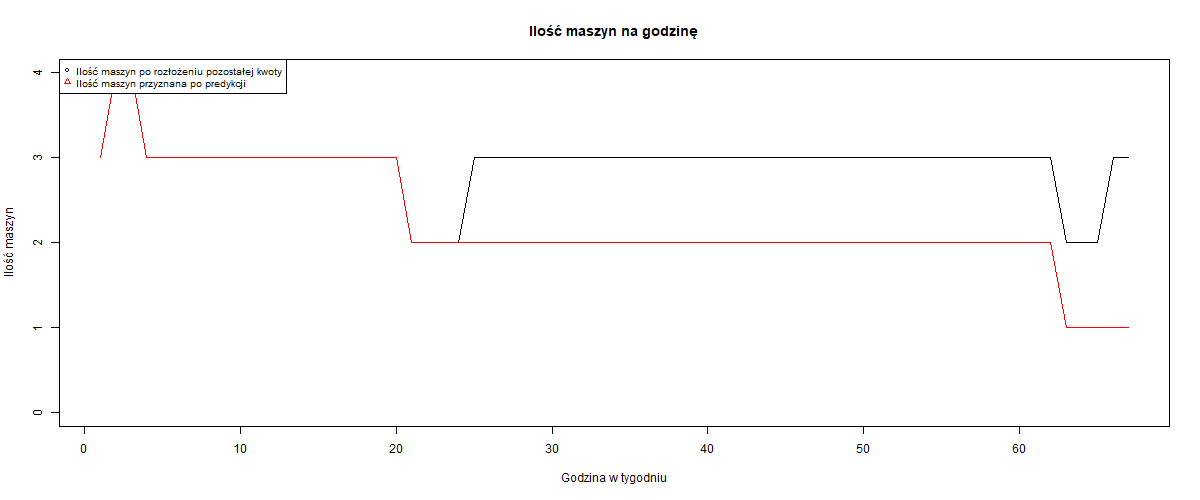 Ilość maszyn na godzinę
Ilość maszyn po rozłożeniu pozostałej kwoty
Ilość maszyn przyznana po predykcji
4
3
2
1
0
Ilość maszyn
0 10 20 30 40 50 60
Godzina w tygodniu